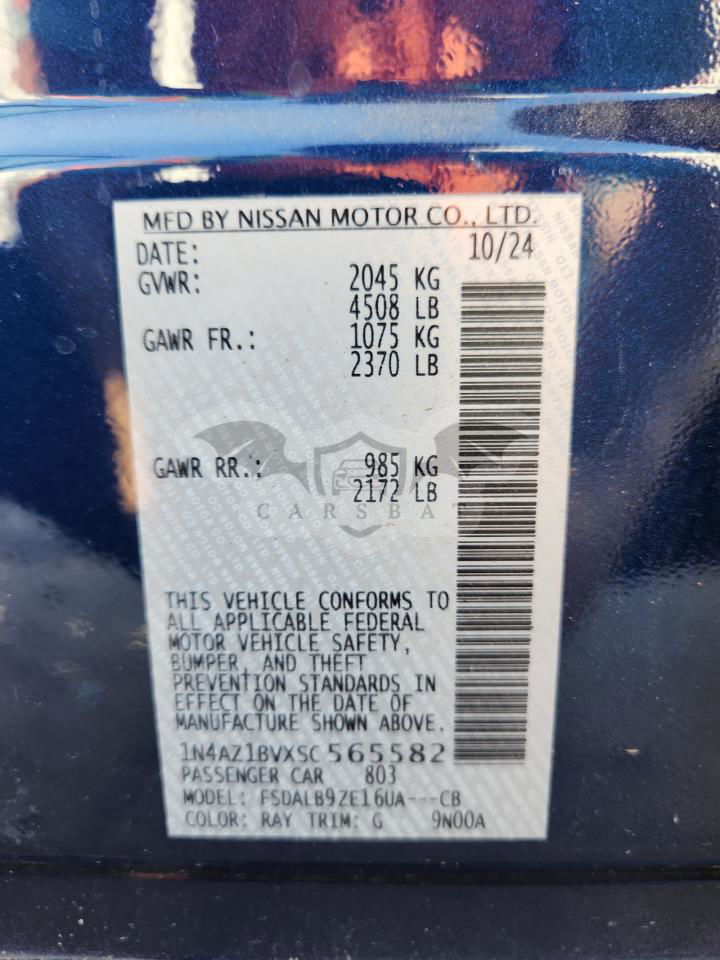 MFD BY NISSAN MOTOR CO., LTD.
DATE: 10/24
GVWR: 2045 KG
4508 LB
GAWR FR.: 1075 KG
2370 LB
GAWR RR.: 985 KG
2172 LB
CARSBAT
THIS VEHICLE CONFORMS TO
ALL APPLICABLE FEDERAL
MOTOR VEHICLE SAFETY,
BUMPER, AND THEFT
PREVENTION STANDARDS IN
EFFECT ON THE DATE OF
MANUFACTURE SHOWN ABOVE.
1N4AZ1BVXSC565582
PASSENGER CAR 803
MODEL: FSDALB9ZE16UA---CB
COLOR: RAY TRIM: G 9N00A